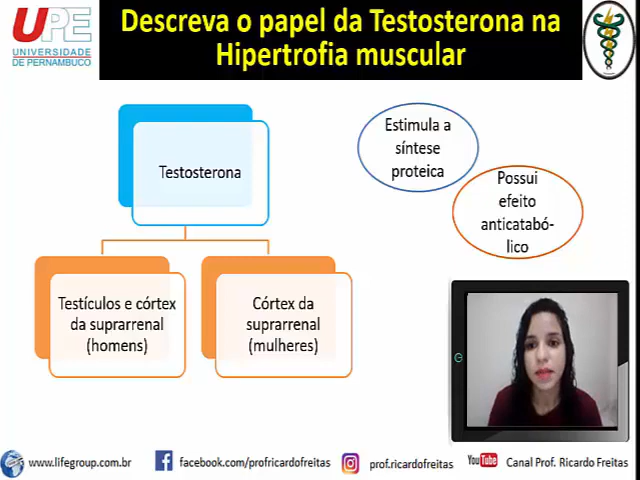 UPE
UNIVERSIDADE
DE PERNAMBUCO
Descreva o papel da Testosterona na
Hipertrofia muscular
Testosterona
Testículos e córtex
da suprarrenal
(homens)
Córtex da
suprarrenal
(mulheres)
Estimula a
síntese
proteica
Possui
efeito
anticatabó-
lico
www.lifegroup.com.br
facebook.com/profricardofreitas
prof.ricardofreitas
YouTube
Canal Prof. Ricardo Freitas